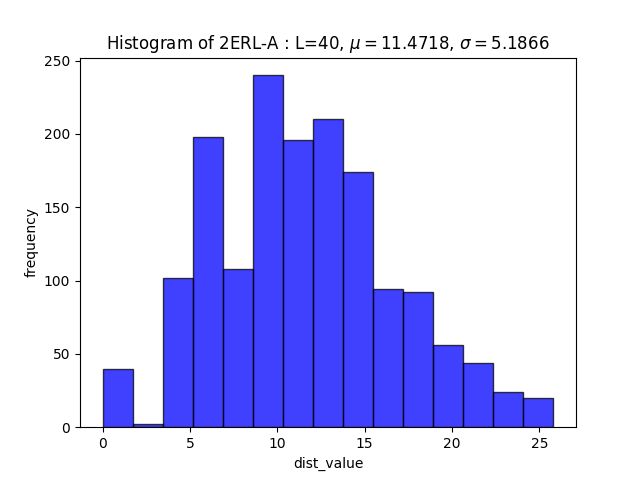 Histogram of 2ERL-A : L=40, μ = 11.4718, σ = 5.1866
250
200
150
100
50
0
frequency
0 5 10 15 20 25
dist_value